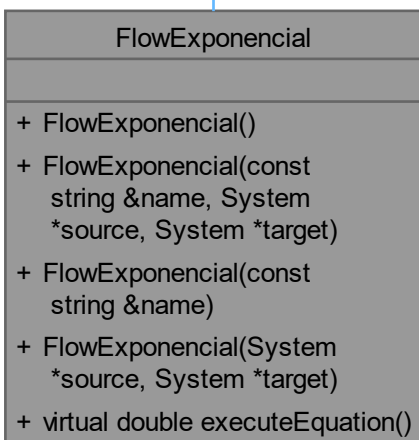 FlowExponencial
+ FlowExponencial()
+ FlowExponencial(const
string &name, System
*source, System *target)
+ FlowExponencial(const
string &name)
+ FlowExponencial(System
*source, System *target)
+ virtual double executeEquation()